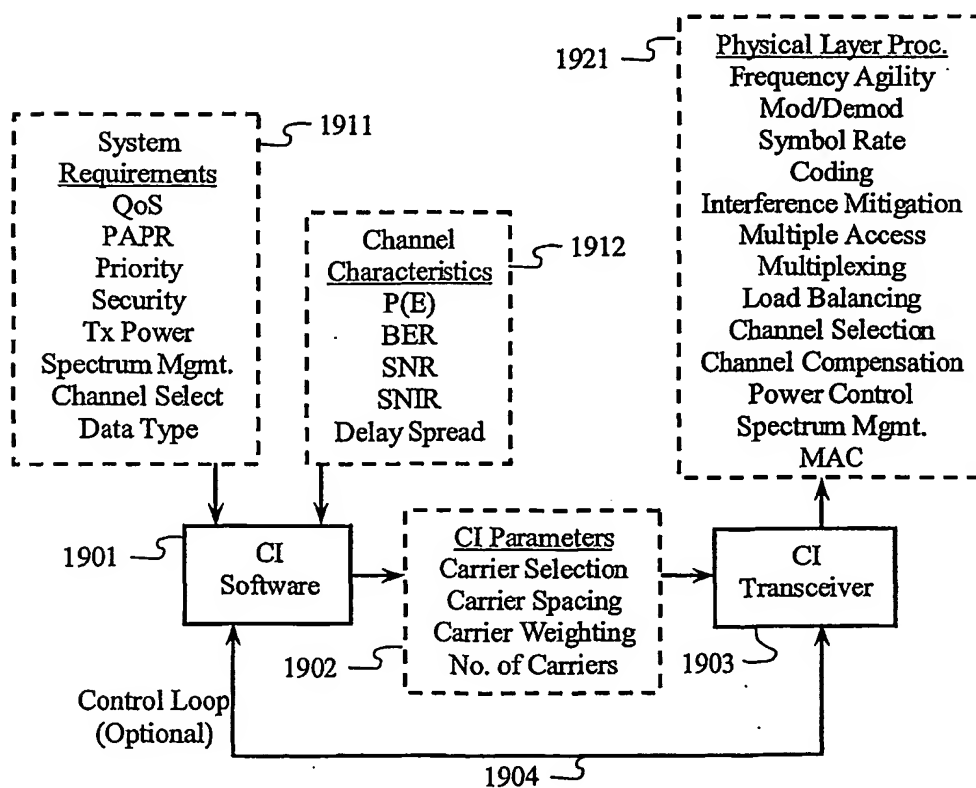 1921
Physical Layer Proc.
Frequency Agility
Mod/Demod
Symbol Rate
Coding
Interference Mitigation
Multiple Access
Multiplexing
Load Balancing
Channel Selection
Channel Compensation
Power Control
Spectrum Mgmt.
MAC
1911
System
Requirements
QoS
PAPR
Priority
Security
Tx Power
Spectrum Mgmt.
Channel Select
Data Type
1912
Channel
Characteristics
P(E)
BER
SNR
SNIR
Delay Spread
1901
CI
Software
CI Parameters
Carrier Selection
Carrier Spacing
Carrier Weighting
No. of Carriers
1902
CI
Transceiver
1903
Control Loop
(Optional)
1904